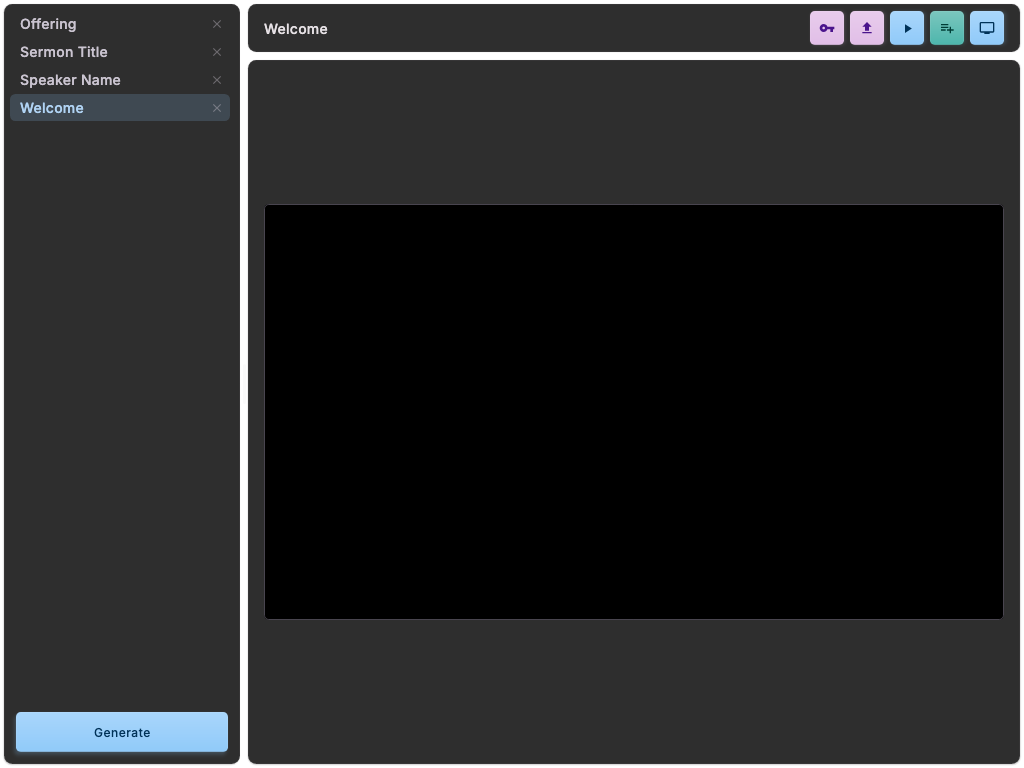 Offering
Sermon Title
Speaker Name
Welcome
Welcome
Generate